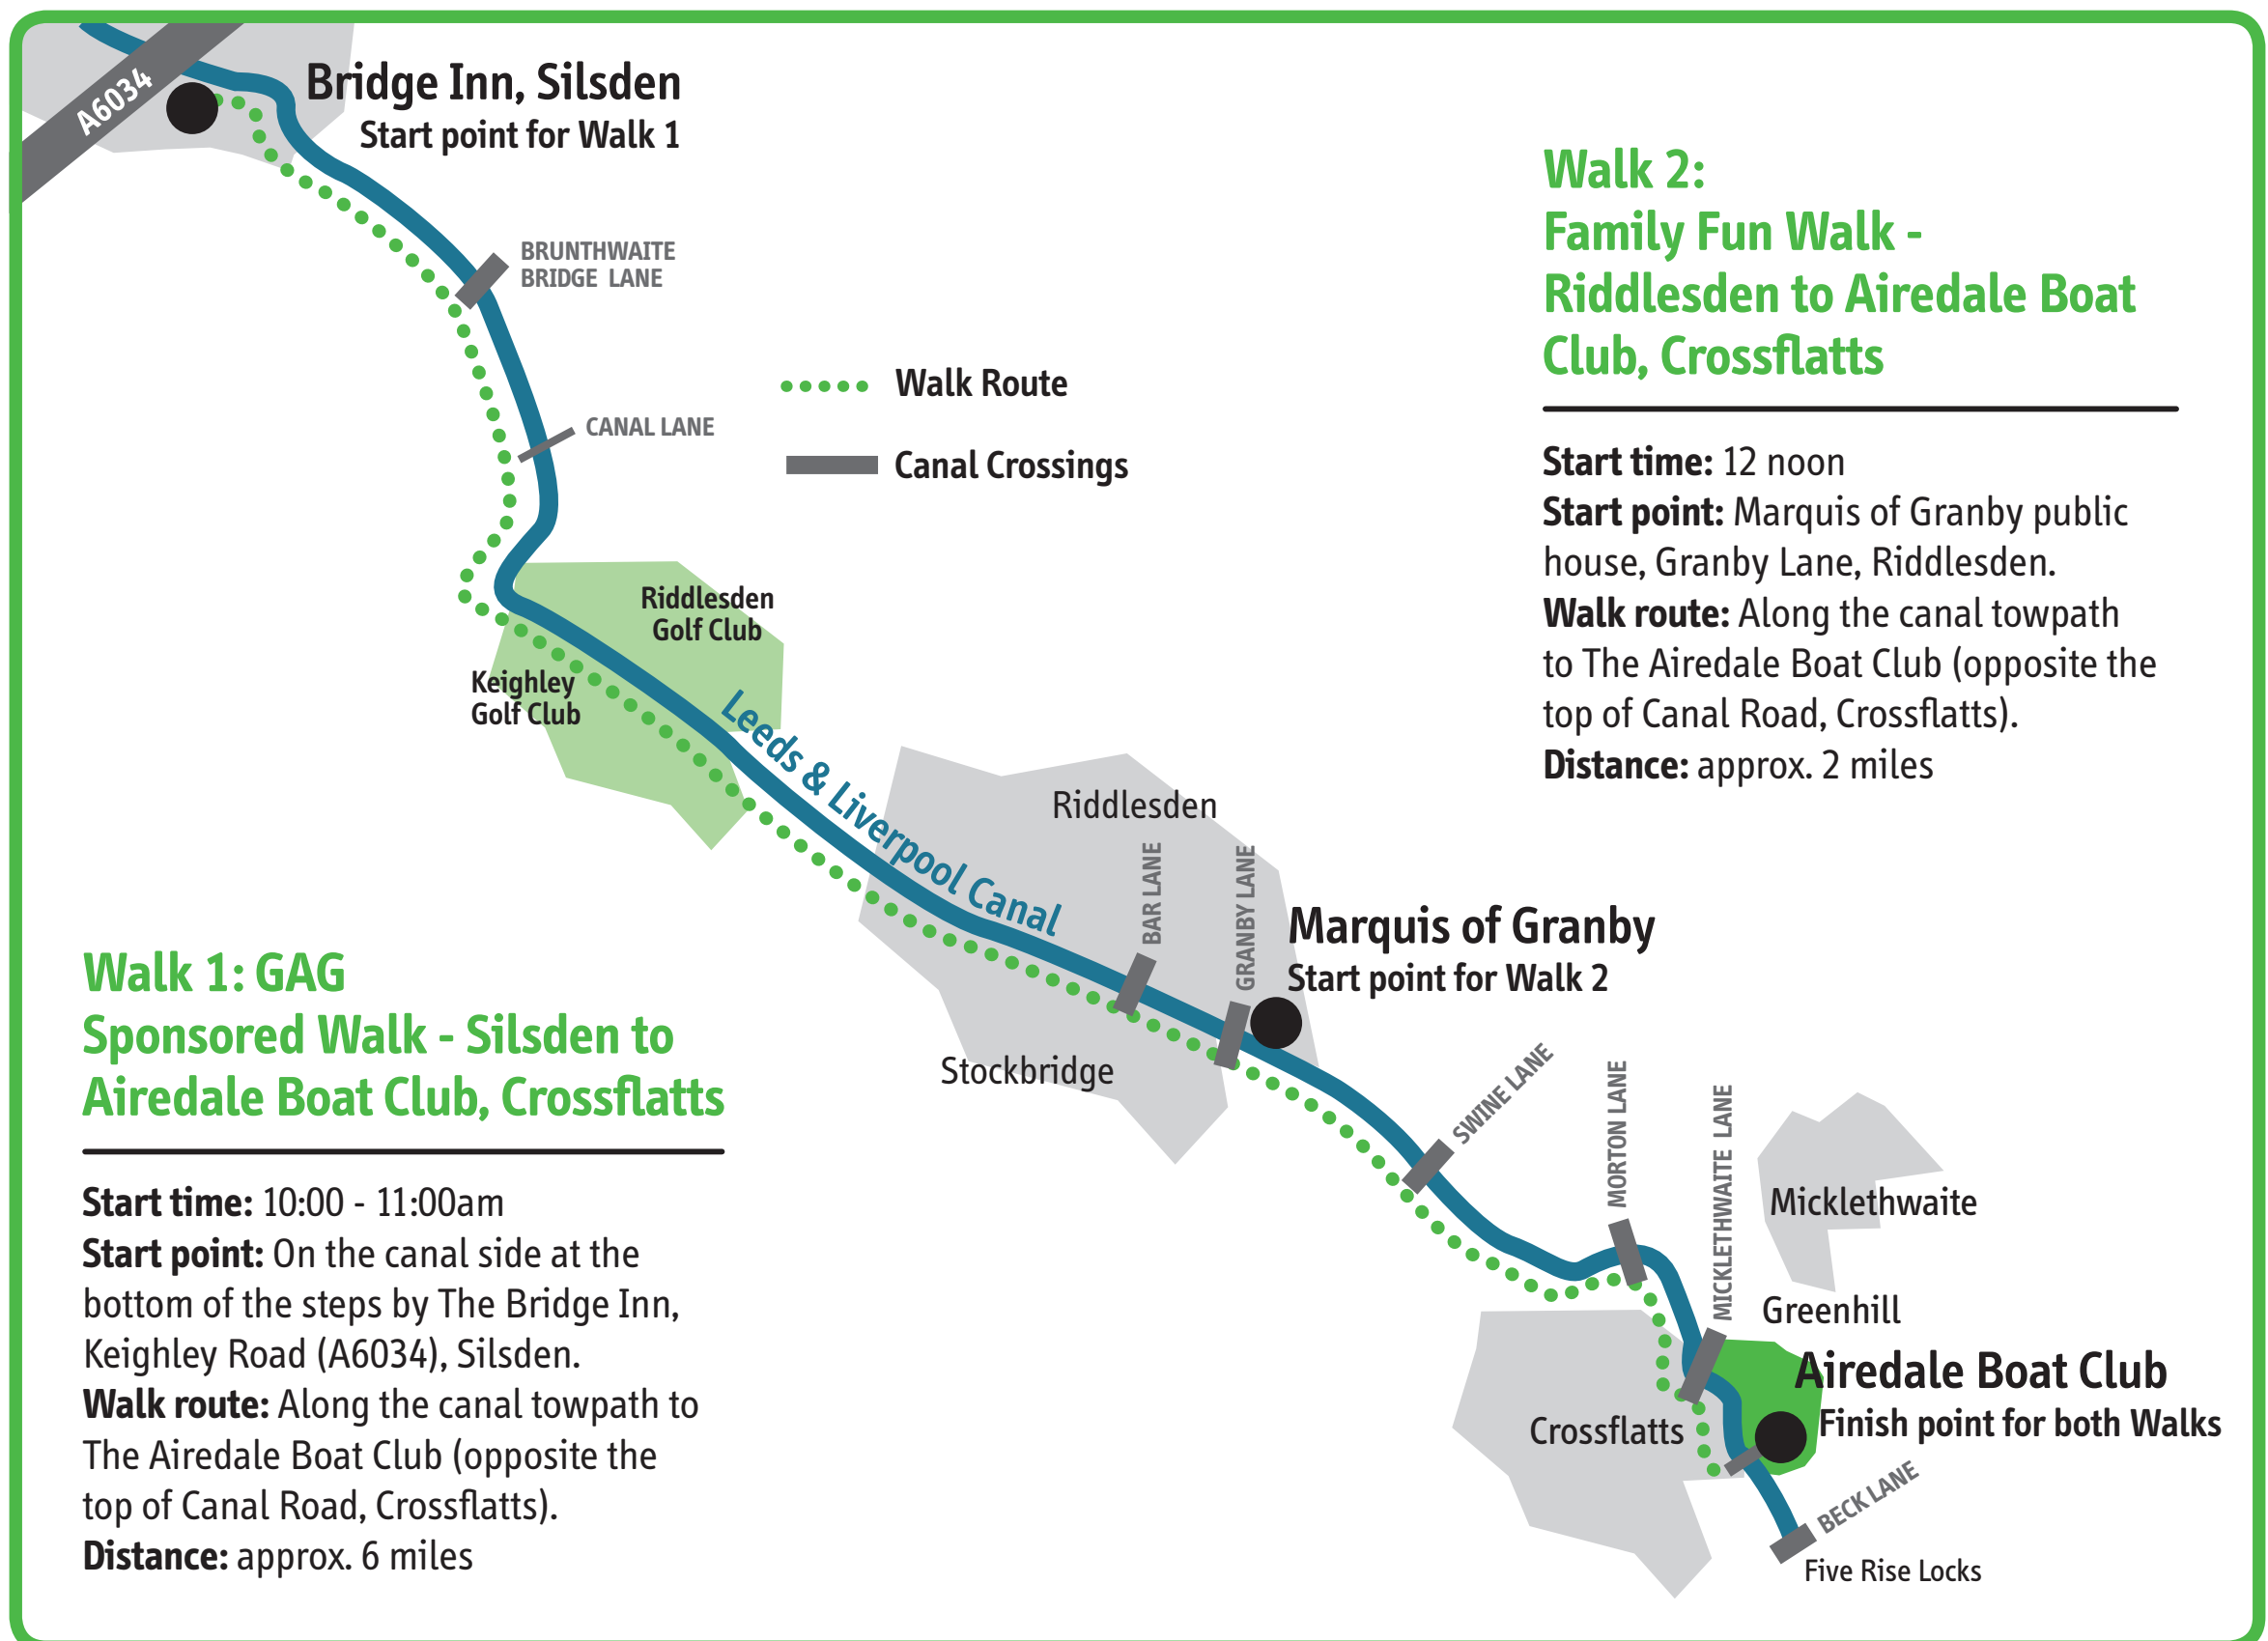 A6034
Bridge Inn, Silsden
Start point for Walk 1
BRUNTHWAITE
BRIDGE LANE
CANAL LANE
Walk Route
Canal Crossings
Walk 2:
Family Fun Walk -
Riddlesden to Airedale Boat
Club, Crossflatts
Start time: 12 noon
Start point: Marquis of Granby public
house, Granby Lane, Riddlesden.
Walk route: Along the canal towpath
to The Airedale Boat Club (opposite the
top of Canal Road, Crossflatts).
Distance: approx. 2 miles
Riddlesden
Golf Club
Keighley
Golf Club
Leeds & Liverpool Canal
Riddlesden
BAR LANE
GRANBY LANE
Marquis of Granby
Start point for Walk 2
Stockbridge
SWINE LANE
MORTON LANE
MICKLETHWAITE LANE
Micklethwaite
Greenhill
Airedale Boat Club
Finish point for both Walks
Crossflatts
BECK LANE
Five Rise Locks
Walk 1: GAG
Sponsored Walk - Silsden to
Airedale Boat Club, Crossflatts
Start time: 10:00 - 11:00am
Start point: On the canal side at the
bottom of the steps by The Bridge Inn,
Keighley Road (A6034), Silsden.
Walk route: Along the canal towpath to
The Airedale Boat Club (opposite the
top of Canal Road, Crossflatts).
Distance: approx. 6 miles